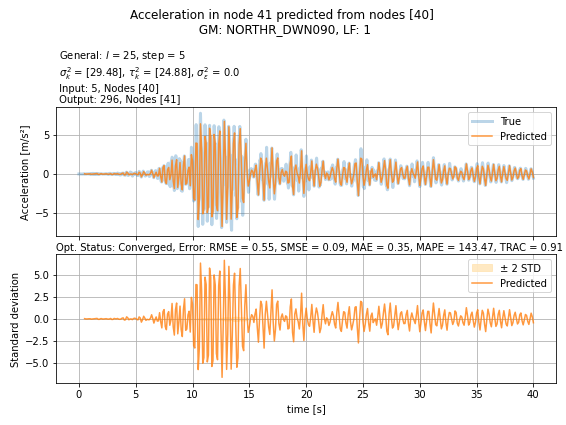 Acceleration in node 41 predicted from nodes [40]
GM: NORTHR_DWN090, LF: 1
General: l = 25, step = 5
σ²ₖ = [29.48], τ²ₖ = [24.88], σ²ε = 0.0
Input: 5, Nodes [40]
Output: 296, Nodes [41]
Acceleration [m/s²]
5
0
−5
True
Predicted
Opt. Status: Converged, Error: RMSE = 0.55, SMSE = 0.09, MAE = 0.35, MAPE = 143.47, TRAC = 0.91
Standard deviation
5.0
2.5
0.0
−2.5
−5.0
± 2 STD
Predicted
0 5 10 15 20 25 30 35 40
time [s]